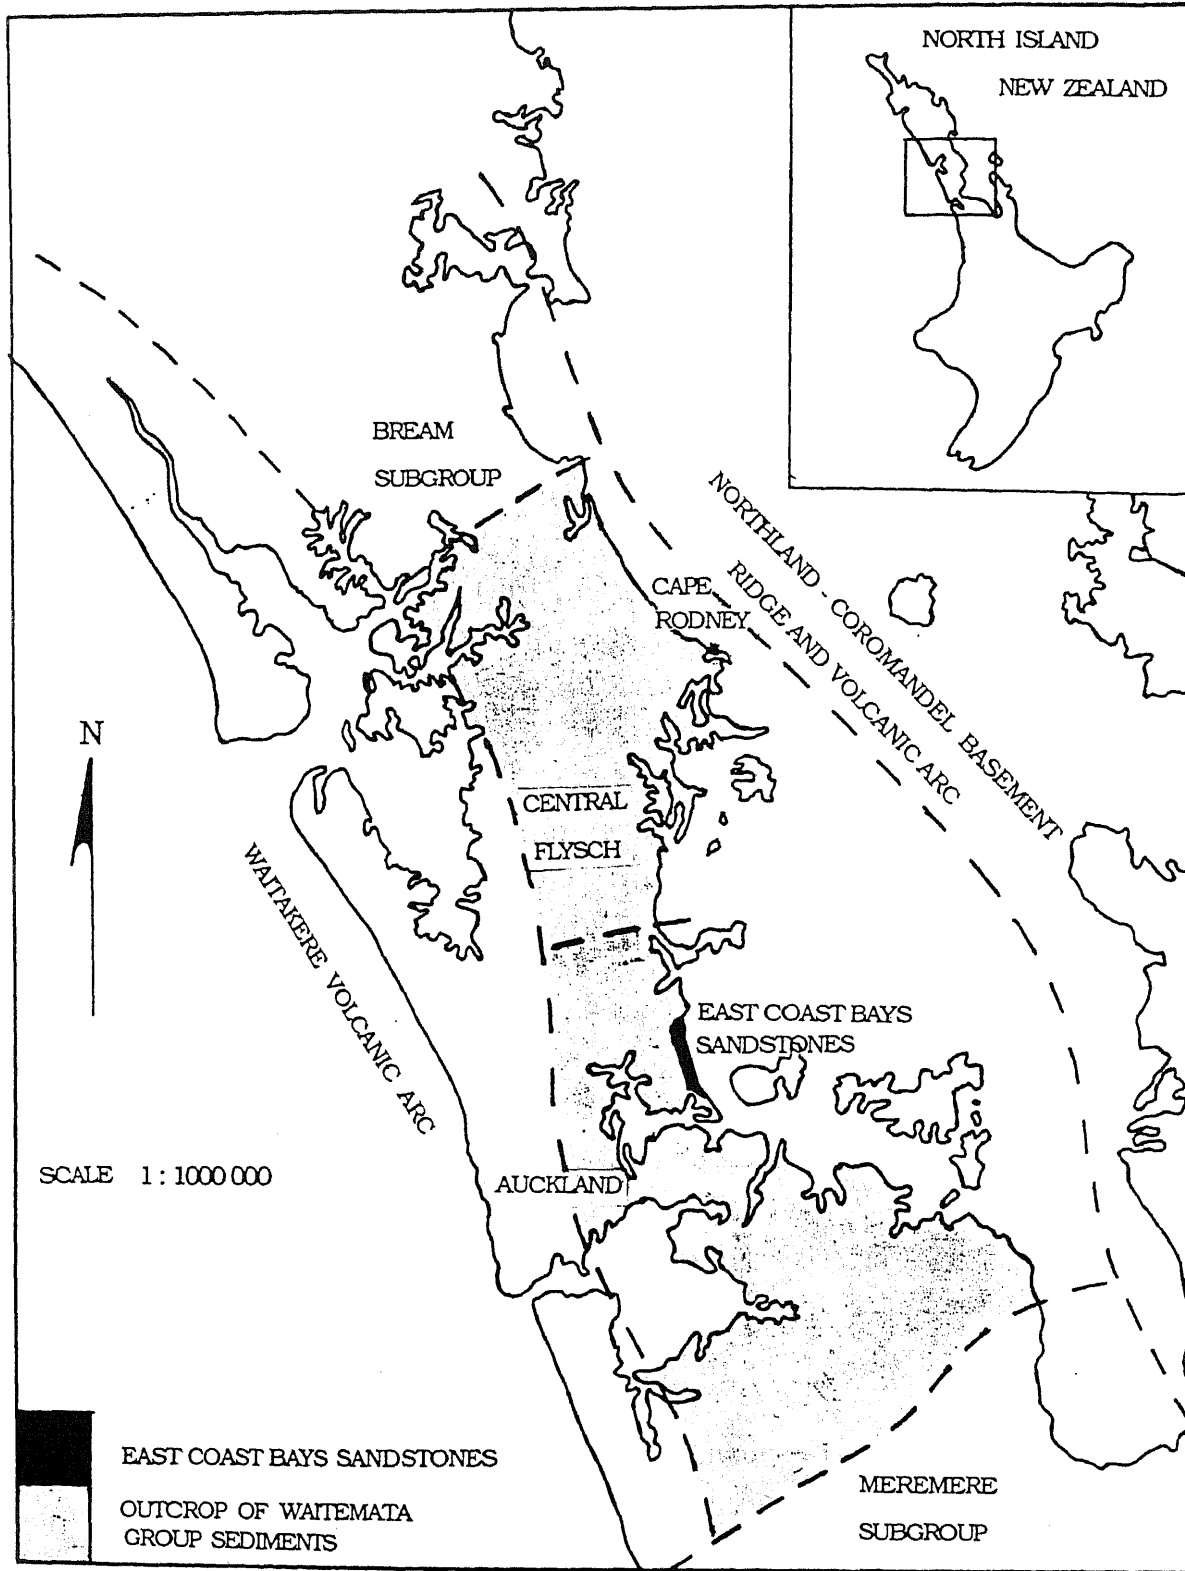 NORTH ISLAND
NEW ZEALAND
BREAM
SUBGROUP
NORTHLAND - COROMANDEL BASEMENT
RIDGE AND VOLCANIC ARC
CAPE
RODNEY
N
CENTRAL
FLYSCH
WAITAKERE VOLCANIC ARC
EAST COAST BAYS
SANDSTONES
SCALE 1 : 1000 000
AUCKLAND
EAST COAST BAYS SANDSTONES
OUTCROP OF WAITEMATA
GROUP SEDIMENTS
MEREMERE
SUBGROUP